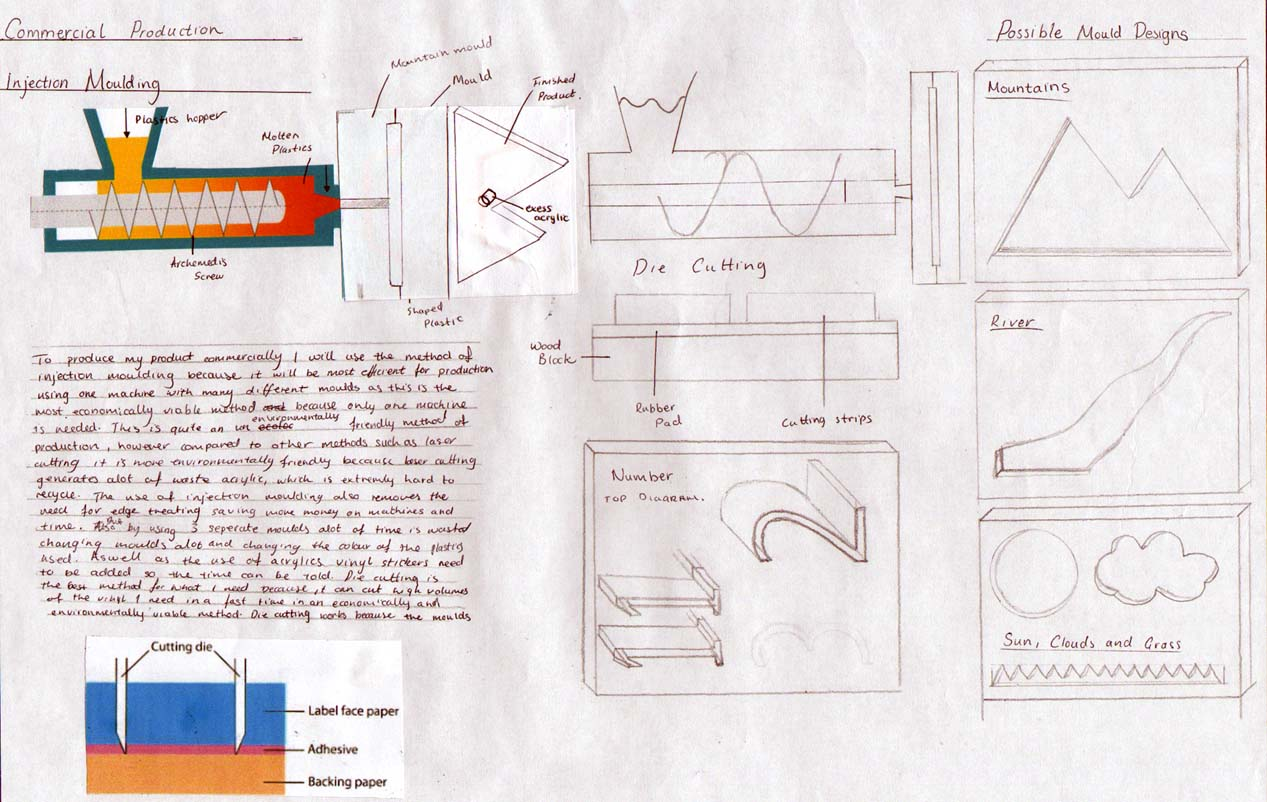 Commercial Production
Injection Moulding
Plastics hopper
Molten
Plastics
Archemedis
Screw
Mountain mould
Mould
Finished
Product.
exess
acrylic
Shaped
Plastic
To produce my product commercially I will use the method of
injection moulding because it will be most efficient for production
using one machine with many different moulds as this is the
most economically viable method because only one machine
is needed. This is quite an un environmentally friendly method of
production, however compared to other methods such as laser
cutting it is more environmentally friendly because laser cutting
generates alot of waste acrylic, which is extremly hard to
recycle. The use of injection moulding also removes the
need for edge treating saving more money on machines and
time. But by using 5 seperate moulds alot of time is wasted
changing moulds alot and changing the colour of the plastics
used. Aswell as the use of acrylics vinyl stickers need
to be added so the time can be told. Die cutting is
the best method for what I need because, it can cut high volumes
of the vinyl I need in a fast time in an economically and
environmentally viable method. Die cutting works because the moulds
Cutting die
Label face paper
Adhesive
Backing paper
Die Cutting
Wood
Block
Rubber
Pad
Cutting strips
Number
TOP DIAGRAM.
Possible Mould Designs
Mountains
River
Sun, Clouds and Grass